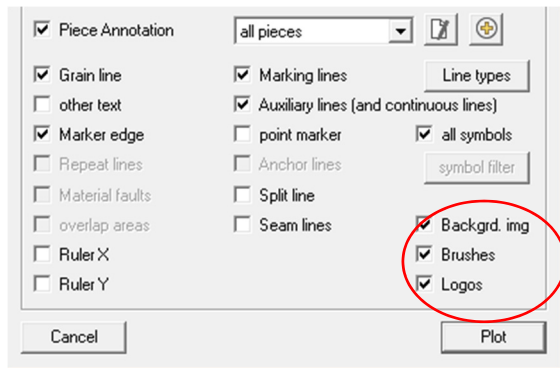 Piece Annotation all pieces
Grain line Marking lines Line types
other text Auxiliary lines (and continuous lines)
Marker edge point marker all symbols
Repeat lines Anchor lines symbol filter
Material faults Split line
overlap areas Seam lines Backgrd. img
Ruler X Brushes
Ruler Y Logos
Cancel Plot